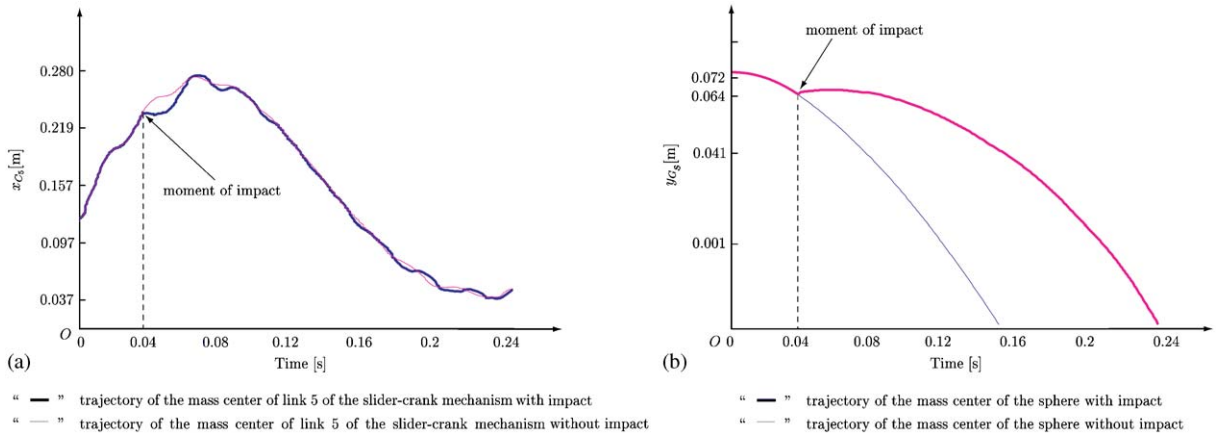 0.280
0.219
0.157
0.097
0.037
x_{C_5}[m]
moment of impact
O
0 0.04 0.08 0.12 0.16 0.2 0.24
Time [s]
(a)
“ ━ ” trajectory of the mass center of link 5 of the slider-crank mechanism with impact
“ — ” trajectory of the mass center of link 5 of the slider-crank mechanism without impact
moment of impact
0.072
0.064
0.041
0.001
y_{G_s}[m]
O
0 0.04 0.08 0.12 0.16 0.2 0.24
Time [s]
(b)
“ ━ ” trajectory of the mass center of the sphere with impact
“ — ” trajectory of the mass center of the sphere without impact